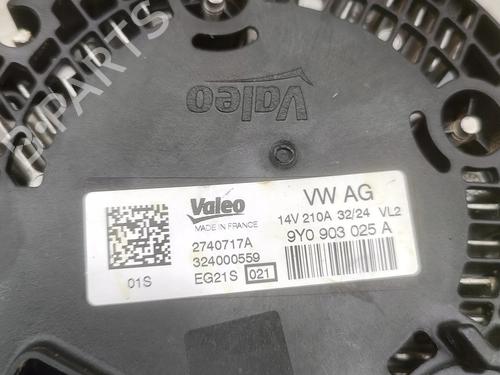 Valeo
B-PARTS
Valeo
MADE IN FRANCE
2740717A
324000559
EG21S 021
01S
VW AG
14V 210A 32/24 VL2
9Y0 903 025 A